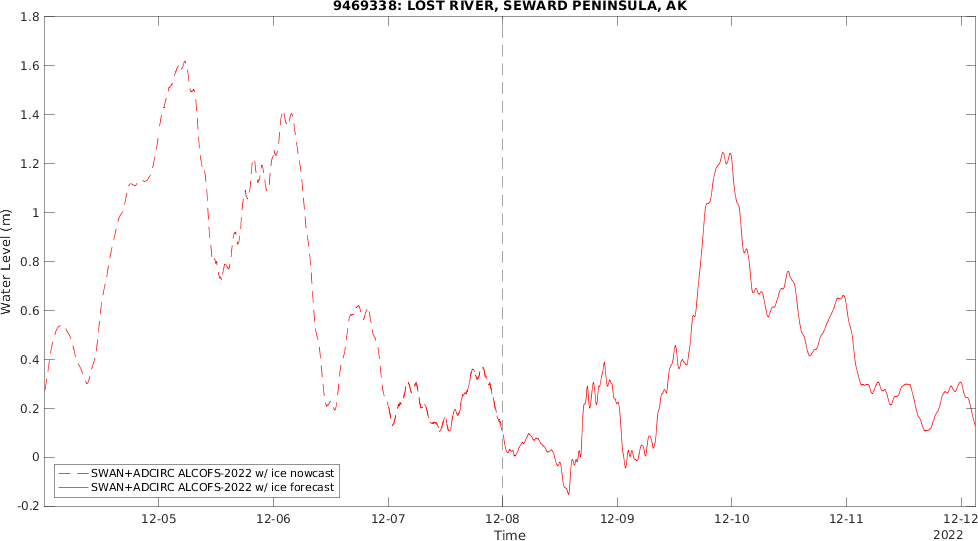 9469338: LOST RIVER, SEWARD PENINSULA, AK
1.8
1.6
1.4
1.2
1
0.8
0.6
0.4
0.2
0
-0.2
Water Level (m)
SWAN+ADCIRC ALCOFS-2022 w/ ice nowcast
SWAN+ADCIRC ALCOFS-2022 w/ ice forecast
12-05 12-06 12-07 12-08 12-09 12-10 12-11 12-12
Time
2022